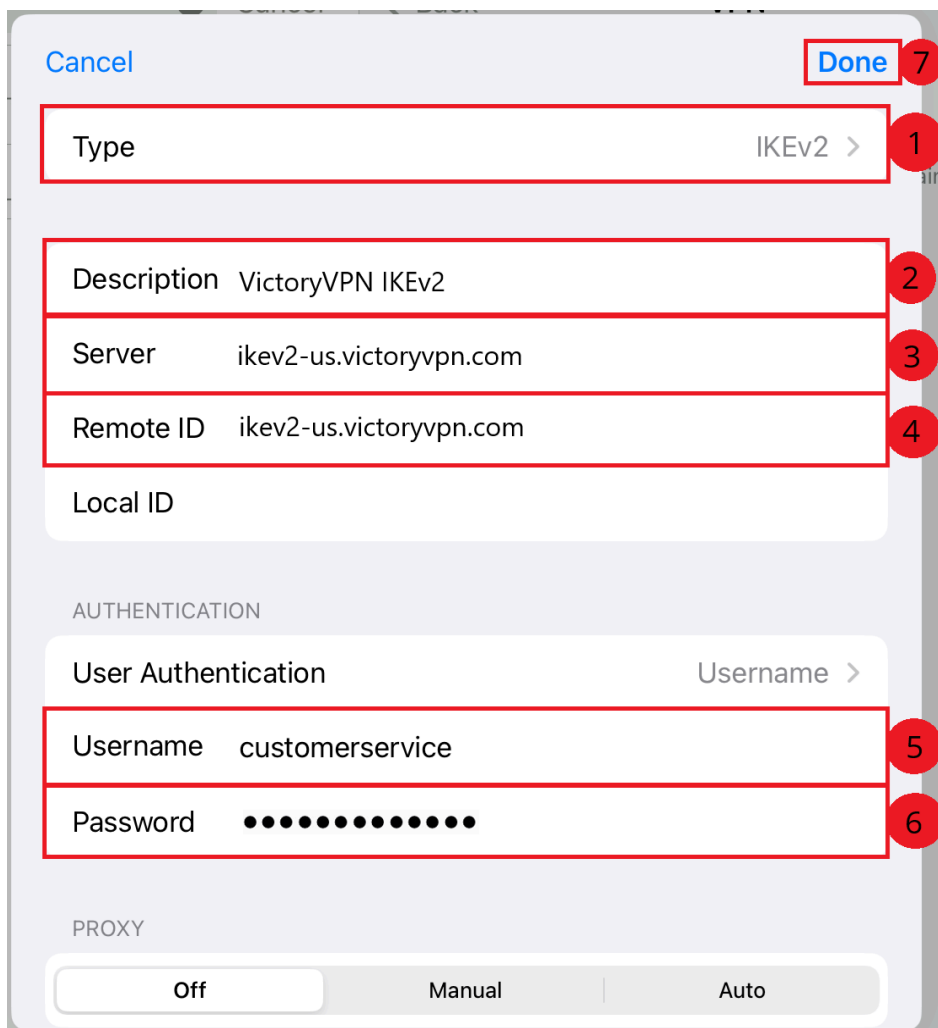 Cancel
Done 7
Type IKEv2 1
Description VictoryVPN IKEv2 2
Server ikev2-us.victoryvpn.com 3
Remote ID ikev2-us.victoryvpn.com 4
Local ID
AUTHENTICATION
User Authentication Username
Username customerservice 5
Password ●●●●●●●●●●●●● 6
PROXY
Off Manual Auto